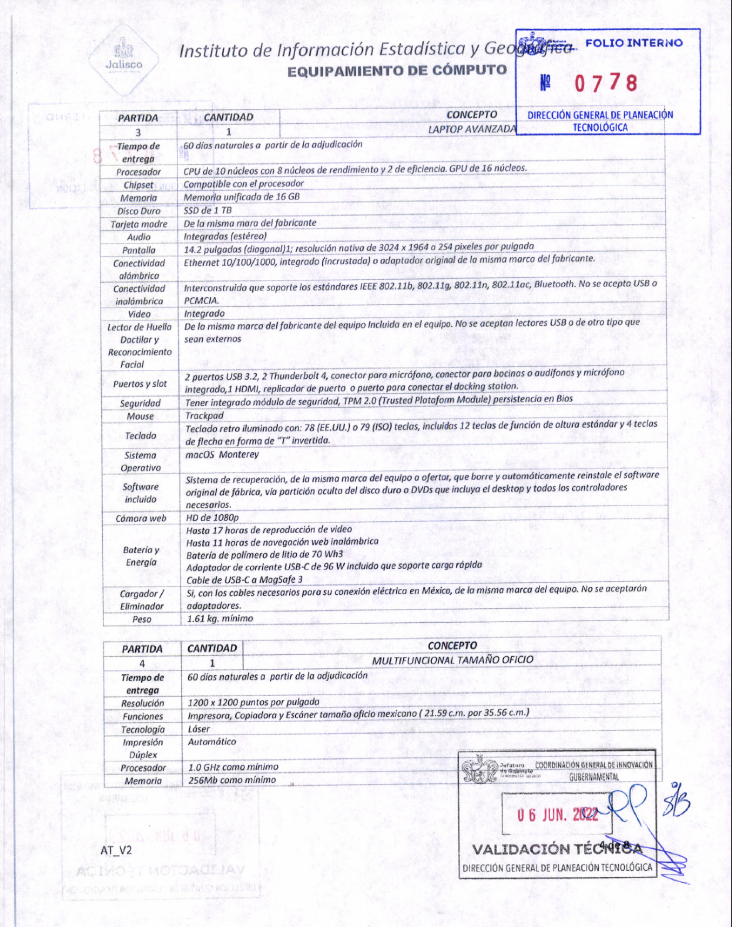 Jalisco
Instituto de Información Estadística y Geográfica
EQUIPAMIENTO DE CÓMPUTO
FOLIO INTERNO
Nº 0778
DIRECCIÓN GENERAL DE PLANEACIÓN
TECNOLÓGICA
PARTIDA CANTIDAD CONCEPTO
3 1 LAPTOP AVANZADA
Tiempo de entrega 60 días naturales a partir de la adjudicación
Procesador CPU de 10 núcleos con 8 núcleos de rendimiento y 2 de eficiencia. GPU de 16 núcleos.
Chipset Compatible con el procesador
Memoria Memoria unificada de 16 GB
Disco Duro SSD de 1 TB
Tarjeta madre De la misma mara del fabricante
Audio Integradas (estéreo)
Pantalla 14.2 pulgadas (diagonal)1; resolución nativa de 3024 x 1964 a 254 pixeles por pulgada
Conectividad alámbrica Ethernet 10/100/1000, integrado (incrustada) o adaptador original de la misma marca del fabricante.
Conectividad inalámbrica Interconstruido que soporte los estándares IEEE 802.11b, 802.11g, 802.11n, 802.11ac, Bluetooth. No se acepta USB o
PCMCIA.
Video Integrado
Lector de Huella Dactilar y Reconocimiento Facial De la misma marca del fabricante del equipo Incluida en el equipo. No se aceptan lectores USB o de otro tipo que
sean externos
Puertos y slot 2 puertos USB 3.2, 2 Thunderbolt 4, conector para micrófono, conector para bocinas o audífonos y micrófono
integrado,1 HDMI, replicador de puerto o puerto para conectar el docking station.
Seguridad Tener integrado módulo de seguridad, TPM 2.0 (Trusted Plataform Module) persistencia en Bios
Mouse Trackpad
Teclado Teclado retro iluminado con: 78 (EE.UU.) o 79 (ISO) teclas, incluidas 12 teclas de función de altura estándar y 4 teclas
de flecha en forma de "T" invertida.
Sistema Operativo macOS Monterey
Software incluido Sistema de recuperación, de la misma marca del equipo a ofertar, que borre y automáticamente reinstale el software
original de fábrica, vía partición oculta del disco duro o DVDs que incluya el desktop y todos los controladores
necesarios.
Cámara web HD de 1080p
Batería y Energía Hasta 17 horas de reproducción de video
Hasta 11 horas de navegación web inalámbrica
Batería de polímero de litio de 70 Wh3
Adaptador de corriente USB-C de 96 W incluido que soporte carga rápida
Cable de USB-C a MagSafe 3
Cargador / Eliminador Si, con los cables necesarios para su conexión eléctrica en México, de la misma marca del equipo. No se aceptarán
adaptadores.
Peso 1.61 kg. mínimo
PARTIDA CANTIDAD CONCEPTO
4 1 MULTIFUNCIONAL TAMAÑO OFICIO
Tiempo de entrega 60 días naturales a partir de la adjudicación
Resolución 1200 x 1200 puntos por pulgada
Funciones Impresora, Copiadora y Escáner tamaño oficio mexicano ( 21.59 c.m. por 35.56 c.m.)
Tecnología Láser
Impresión Dúplex Automático
Procesador 1.0 GHz como mínimo
Memoria 256Mb como mínimo
Jefatura de Gabinete COORDINACIÓN GENERAL DE INNOVACIÓN
GUBERNAMENTAL
06 JUN. 2022
VALIDACIÓN TÉCNICA
DIRECCIÓN GENERAL DE PLANEACIÓN TECNOLÓGICA
4 de 8
AT_V2